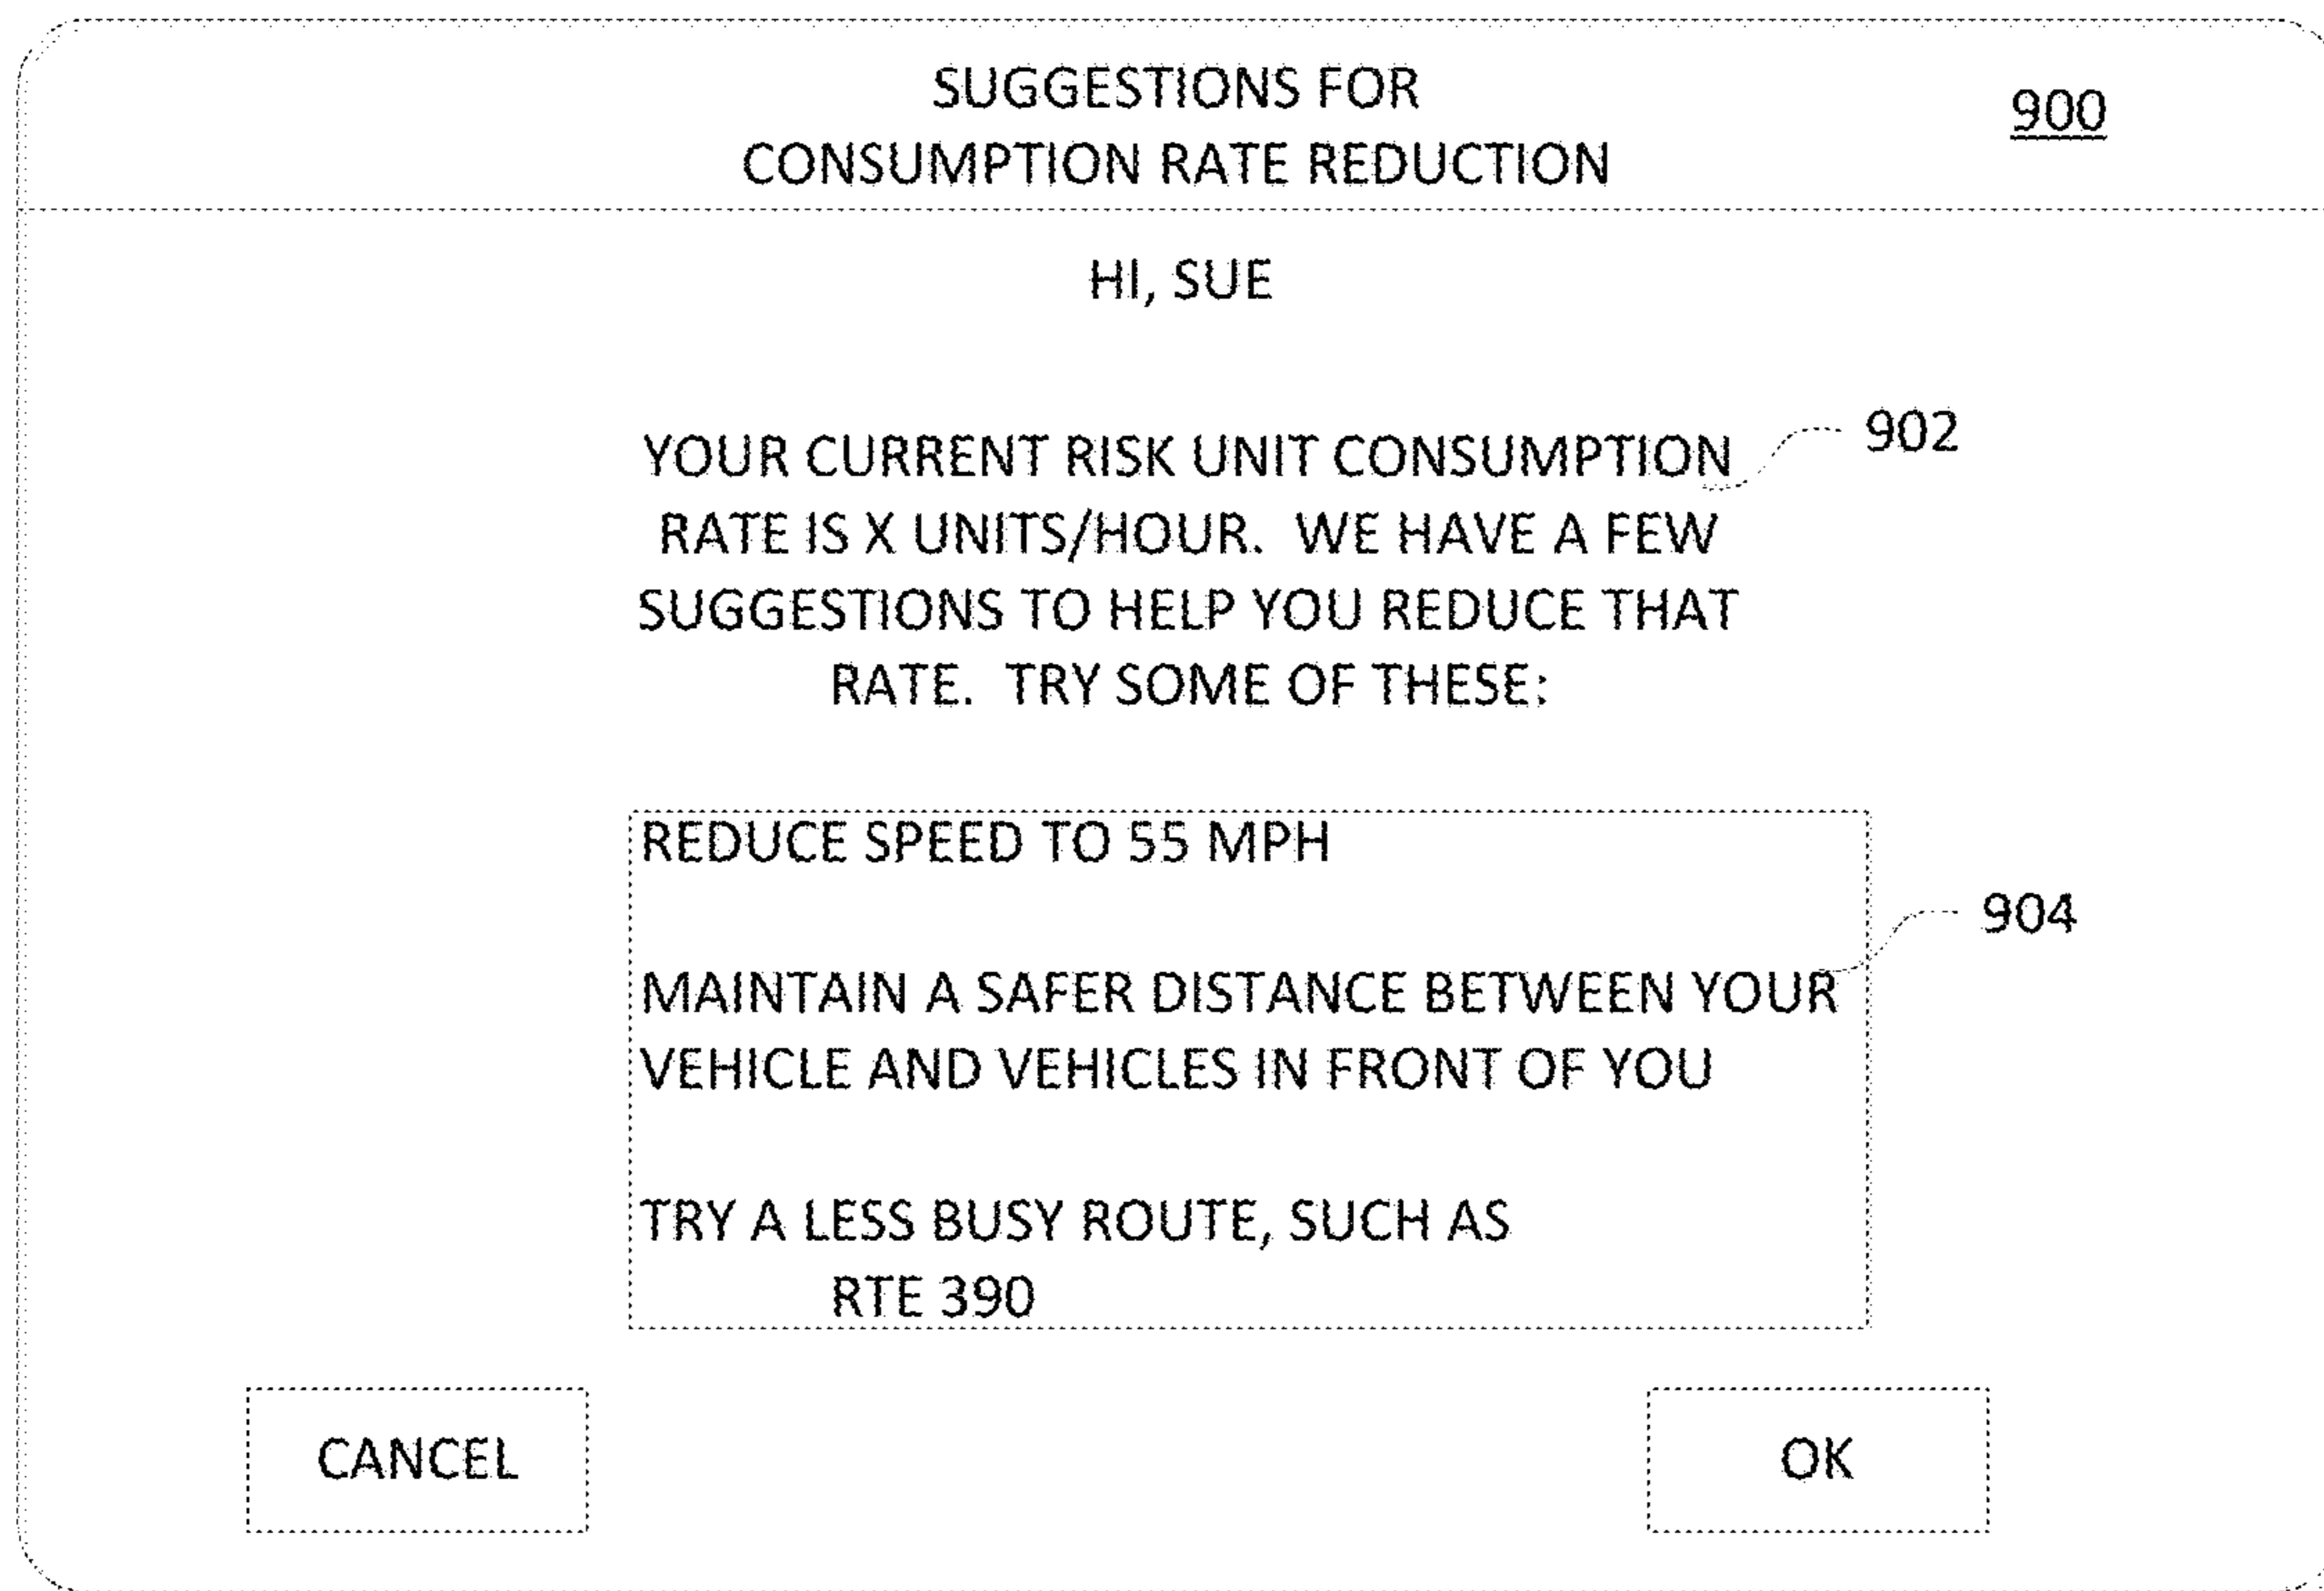 SUGGESTIONS FOR
CONSUMPTION RATE REDUCTION
900
HI, SUE
YOUR CURRENT RISK UNIT CONSUMPTION
902
RATE IS X UNITS/HOUR.  WE HAVE A FEW
SUGGESTIONS TO HELP YOU REDUCE THAT
RATE.  TRY SOME OF THESE:
REDUCE SPEED TO 55 MPH
904
MAINTAIN A SAFER DISTANCE BETWEEN YOUR
VEHICLE AND VEHICLES IN FRONT OF YOU
TRY A LESS BUSY ROUTE, SUCH AS
RTE 390
CANCEL
OK